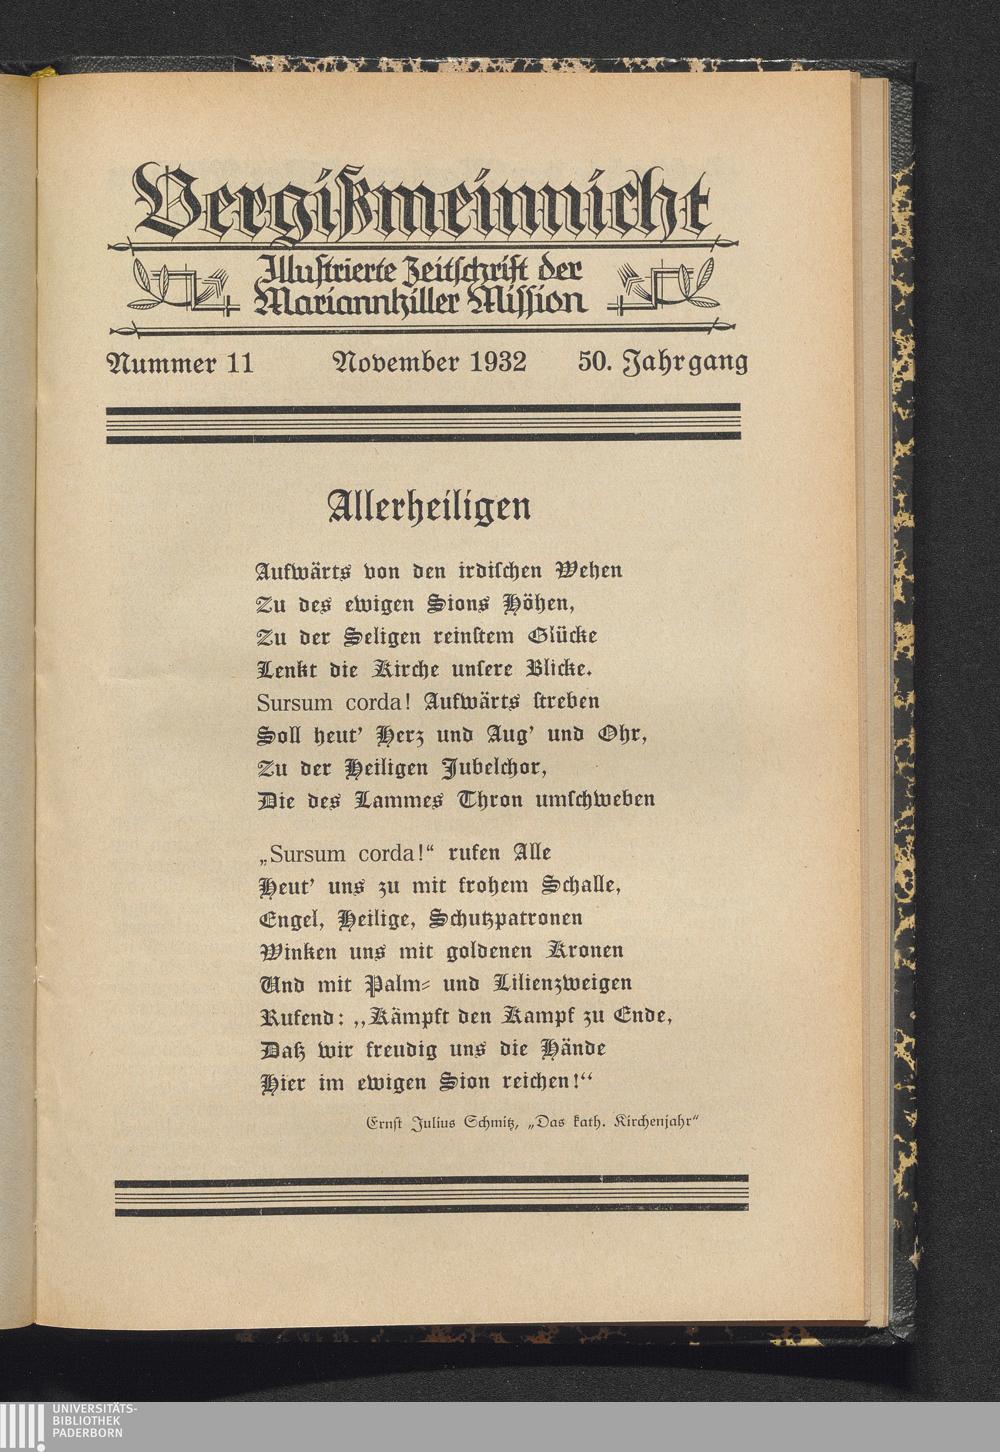 Vergißmeinnicht
Illustrierte Zeitschrift der
Mariannhiller Mission
Nummer 11 November 1932 50. Jahrgang
Allerheiligen
Aufwärts von den irdischen Wehen
Zu des ewigen Sions Höhen,
Zu der Seligen reinstem Glücke
Lenkt die Kirche unsere Blicke.
Sursum corda! Aufwärts streben
Soll heut' Herz und Aug' und Ohr,
Zu der Heiligen Jubelchor,
Die des Lammes Thron umschweben
„Sursum corda!“ rufen Alle
Heut' uns zu mit frohem Schalle,
Engel, Heilige, Schutzpatronen
Winken uns mit goldenen Kronen
Und mit Palm- und Lilienzweigen
Rufend: „Kämpft den Kampf zu Ende,
Daß wir freudig uns die Hände
Hier im ewigen Sion reichen!“
Ernst Julius Schmitz, „Das kath. Kirchenjahr“
UNIVERSITÄTS-
BIBLIOTHEK
PADERBORN